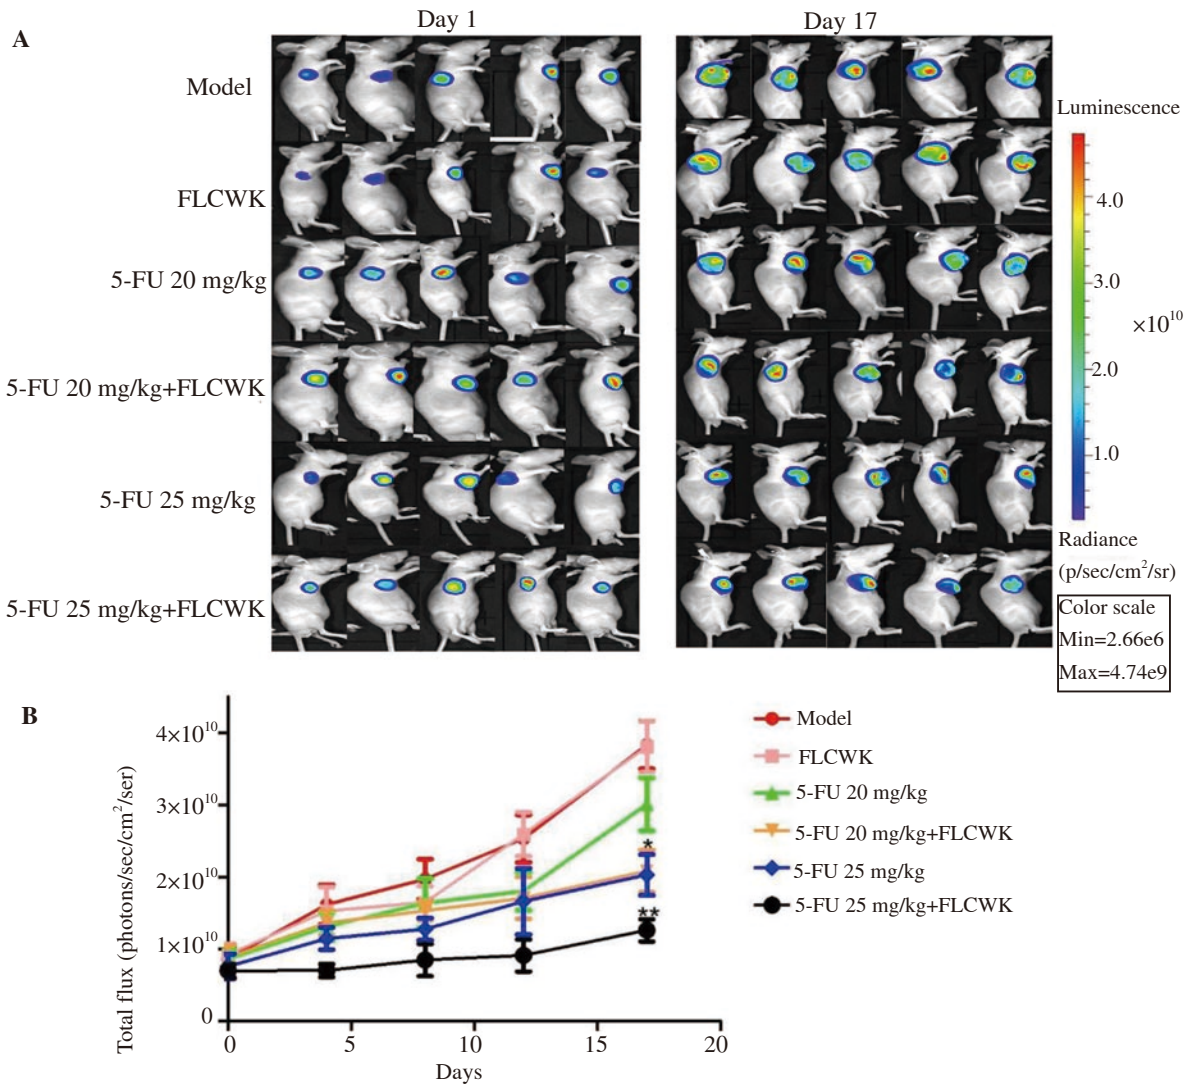 A
Day 1
Day 17
Model
FLCWK
5-FU 20 mg/kg
5-FU 20 mg/kg+FLCWK
5-FU 25 mg/kg
5-FU 25 mg/kg+FLCWK
Luminescence
4.0
3.0
×10¹⁰
2.0
1.0
Radiance
(p/sec/cm²/sr)
Color scale
Min=2.66e6
Max=4.74e9
B
Total flux (photons/sec/cm²/ser)
4×10¹⁰
3×10¹⁰
2×10¹⁰
1×10¹⁰
0
*
**
0 5 10 15 20
Days
Model
FLCWK
5-FU 20 mg/kg
5-FU 20 mg/kg+FLCWK
5-FU 25 mg/kg
5-FU 25 mg/kg+FLCWK